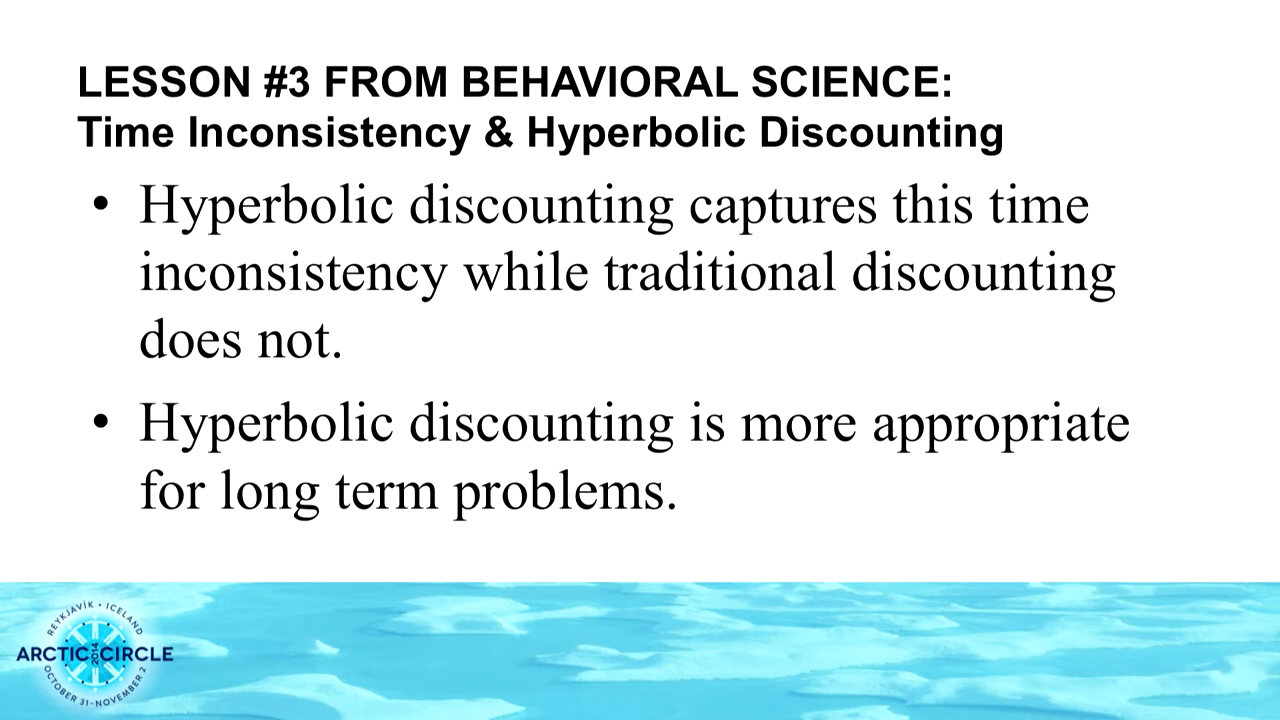 LESSON #3 FROM BEHAVIORAL SCIENCE:
Time Inconsistency & Hyperbolic Discounting
• Hyperbolic discounting captures this time
inconsistency while traditional discounting
does not.
• Hyperbolic discounting is more appropriate
for long term problems.
REYKJAVÍK • ICELAND
ARCTIC 2014 CIRCLE
OCTOBER 31–NOVEMBER 2